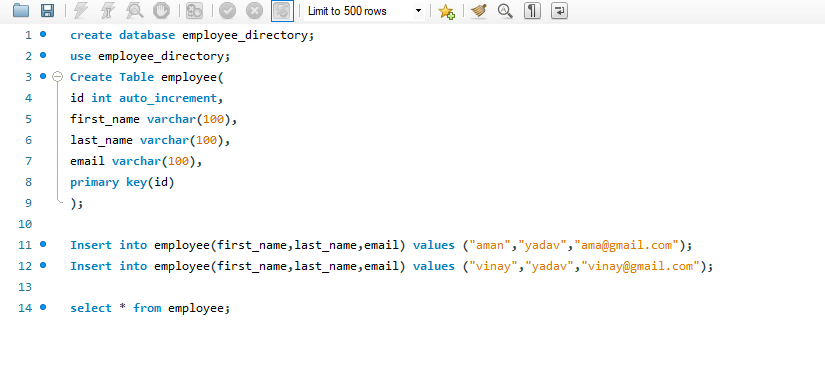 Limit to 500 rows
1 create database employee_directory;
2 use employee_directory;
3 Create Table employee(
4 id int auto_increment,
5 first_name varchar(100),
6 last_name varchar(100),
7 email varchar(100),
8 primary key(id)
9 );
10
11 Insert into employee(first_name,last_name,email) values ("aman","yadav","ama@gmail.com");
12 Insert into employee(first_name,last_name,email) values ("vinay","yadav","vinay@gmail.com");
13
14 select * from employee;